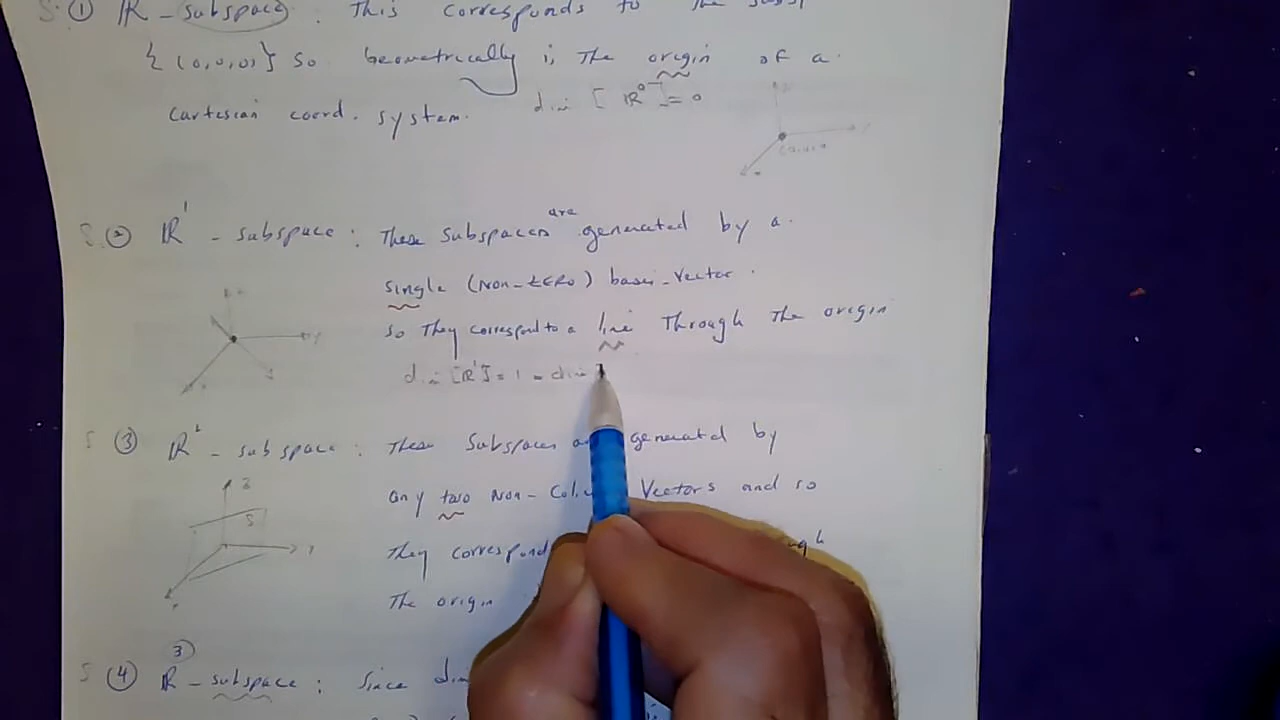 ① R - subspace : This corresponds to the
{(0,0,0)} so geometrically is the origin of a
Cartesian coord. system. dim [R⁰] = 0
② R¹ - subspace : These subspaces are generated by a
single (NON-ZERO) basis-vector.
so They correspond to a line Through The origin
dim [R¹] = 1 = dim
③ R² - subspace : These subspaces generated by
any two Non- Vectors and so
Z
S
Y
They correspond
The origin
④ R³ - subspace : Since dim